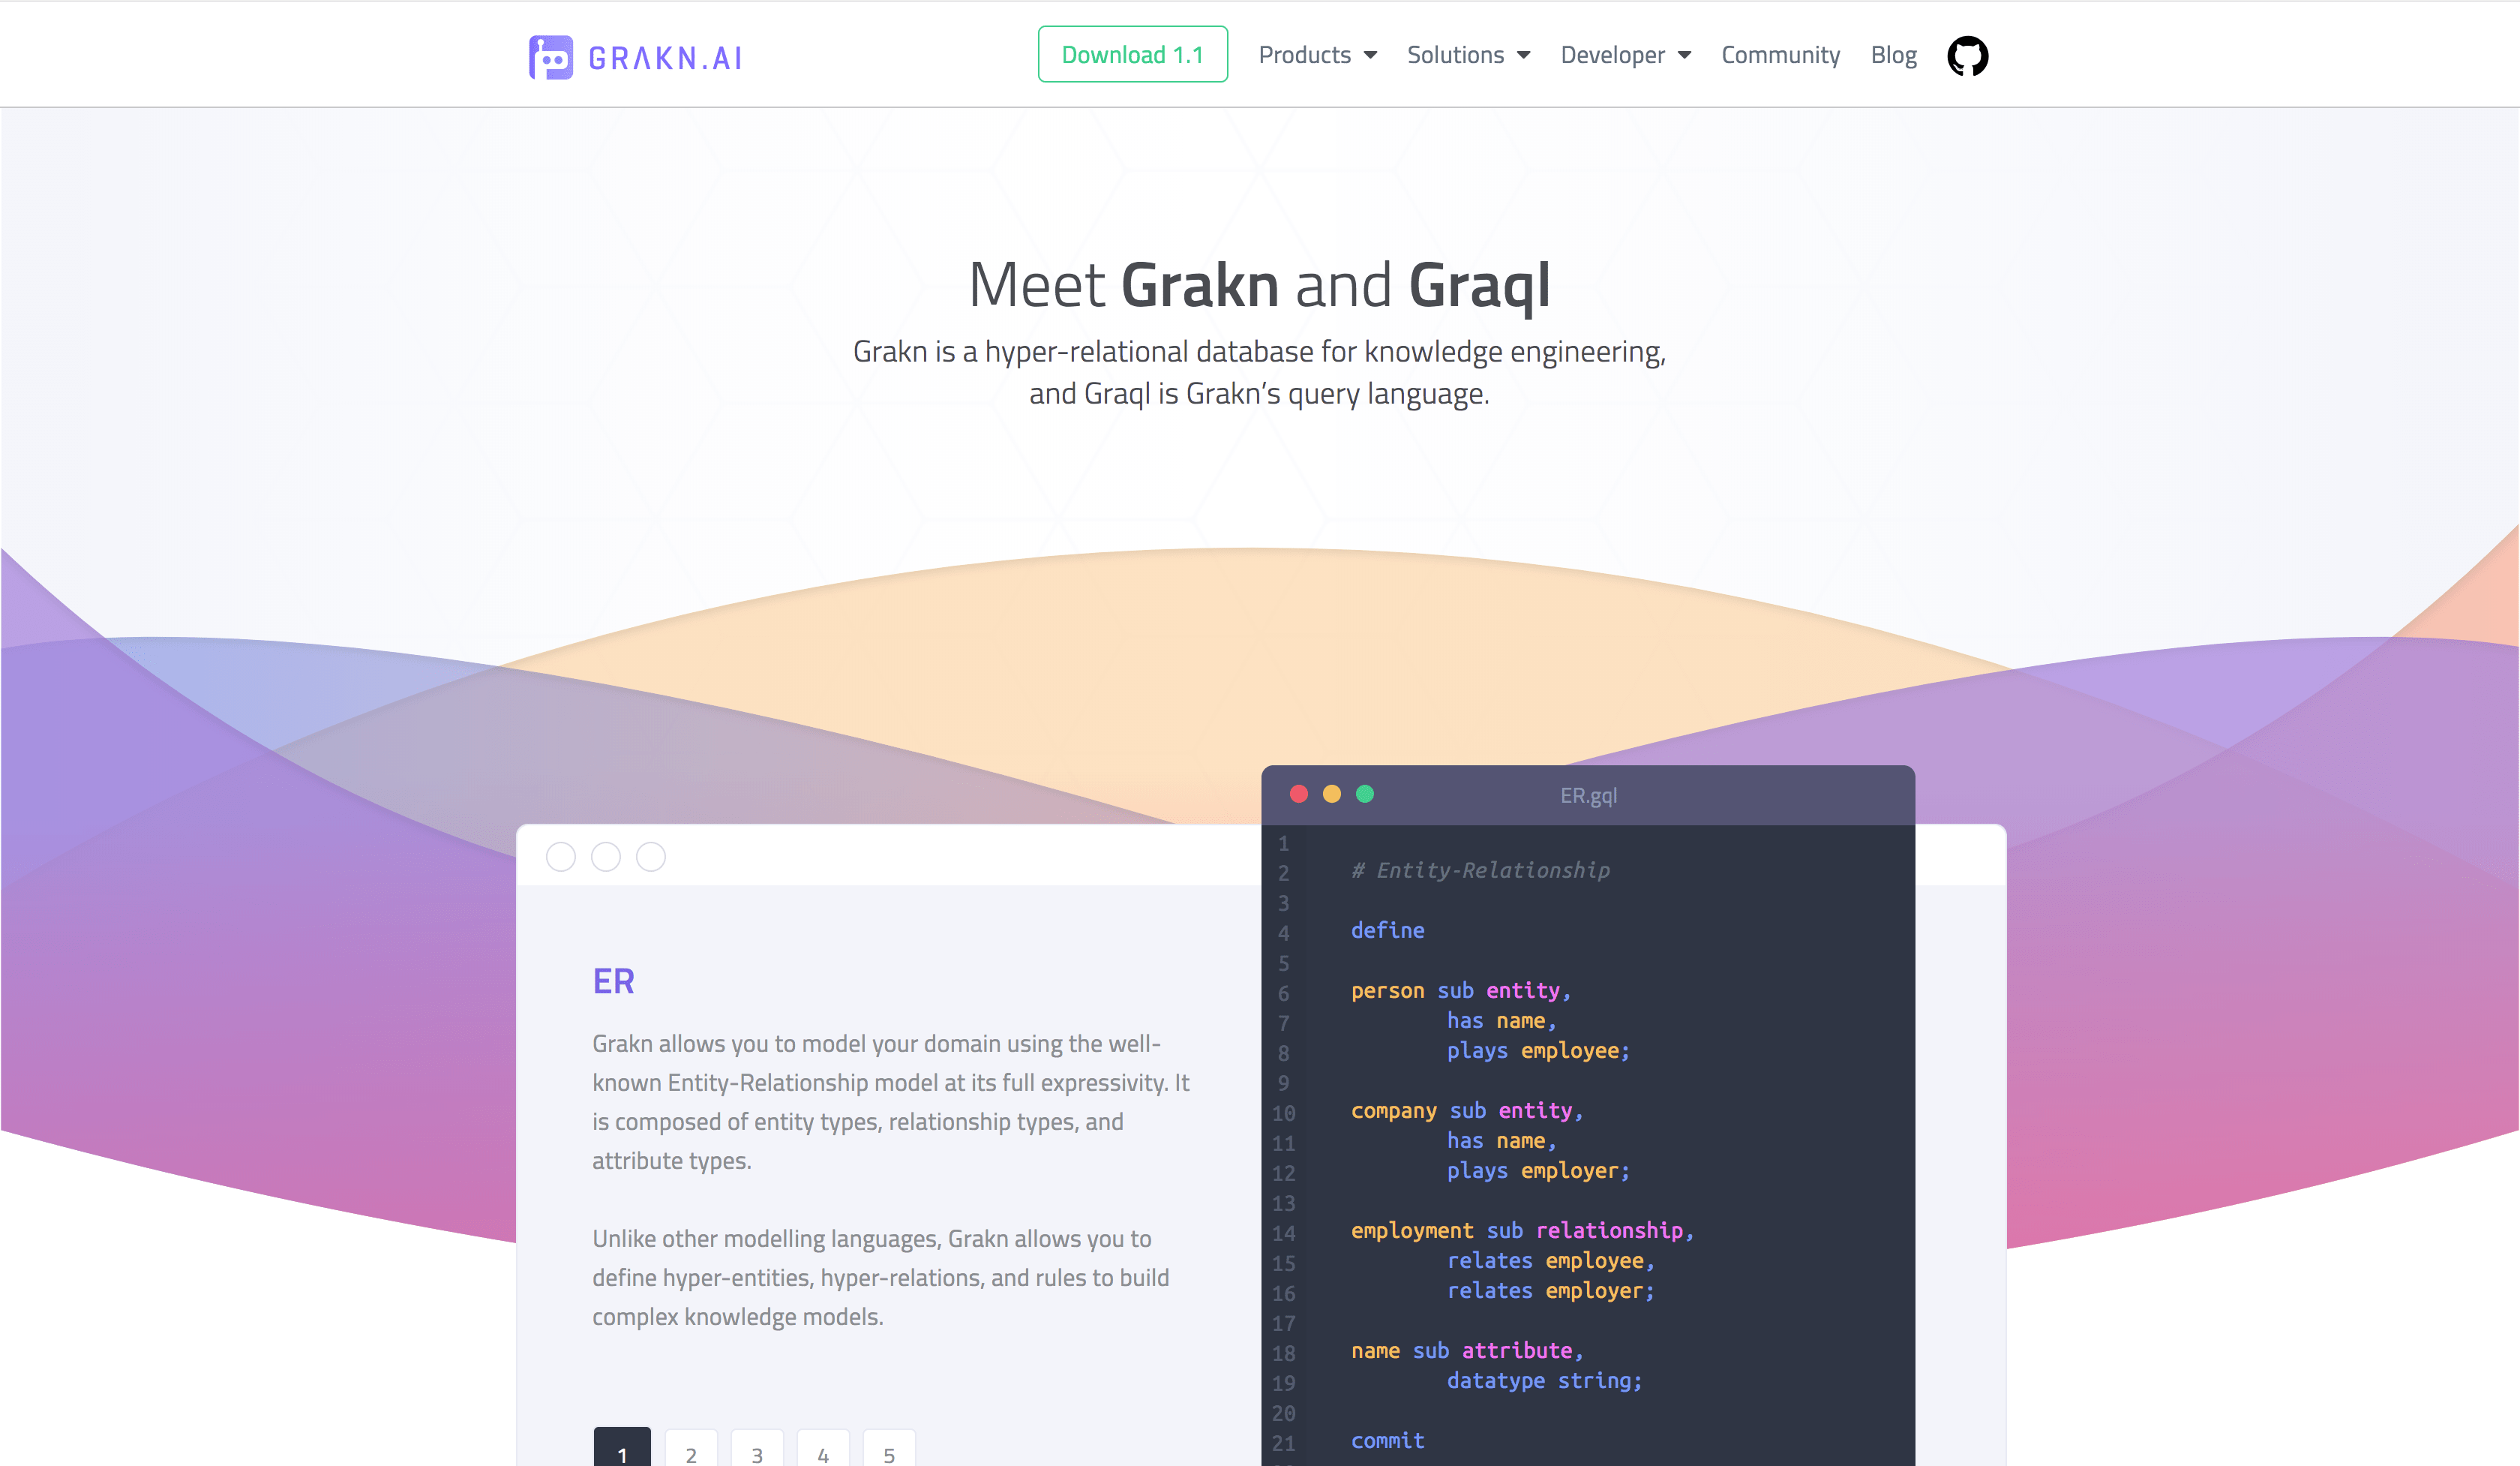 GRAKN.AI
Download 1.1 Products Solutions Developer Community Blog
Meet Grakn and Graql
Grakn is a hyper-relational database for knowledge engineering,
and Graql is Grakn’s query language.
ER
Grakn allows you to model your domain using the well-
known Entity-Relationship model at its full expressivity. It
is composed of entity types, relationship types, and
attribute types.
Unlike other modelling languages, Grakn allows you to
define hyper-entities, hyper-relations, and rules to build
complex knowledge models.
1 2 3 4 5
ER.gql
1
2 # Entity-Relationship
3
4 define
5
6 person sub entity,
7 has name,
8 plays employee;
9
10 company sub entity,
11 has name,
12 plays employer;
13
14 employment sub relationship,
15 relates employee,
16 relates employer;
17
18 name sub attribute,
19 datatype string;
20
21 commit